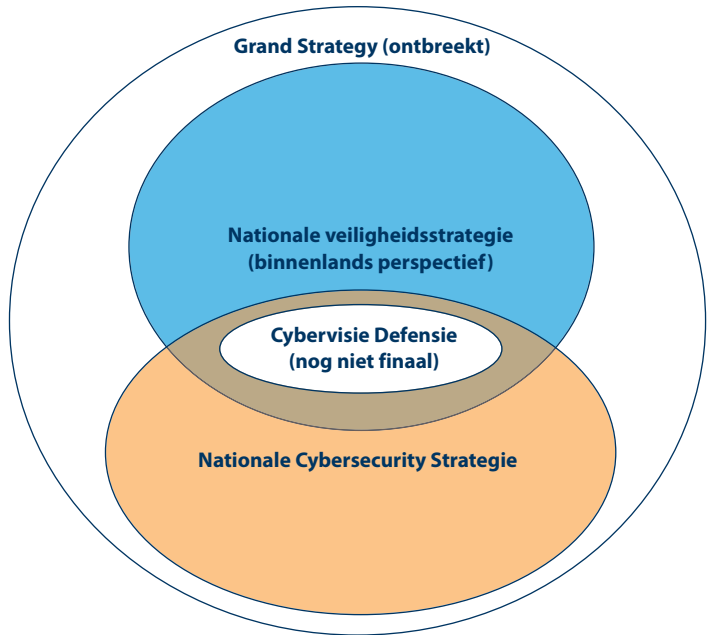 Grand Strategy (ontbreekt)
Nationale veiligheidsstrategie
(binnenlands perspectief)
Cybervisie Defensie
(nog niet finaal)
Nationale Cybersecurity Strategie